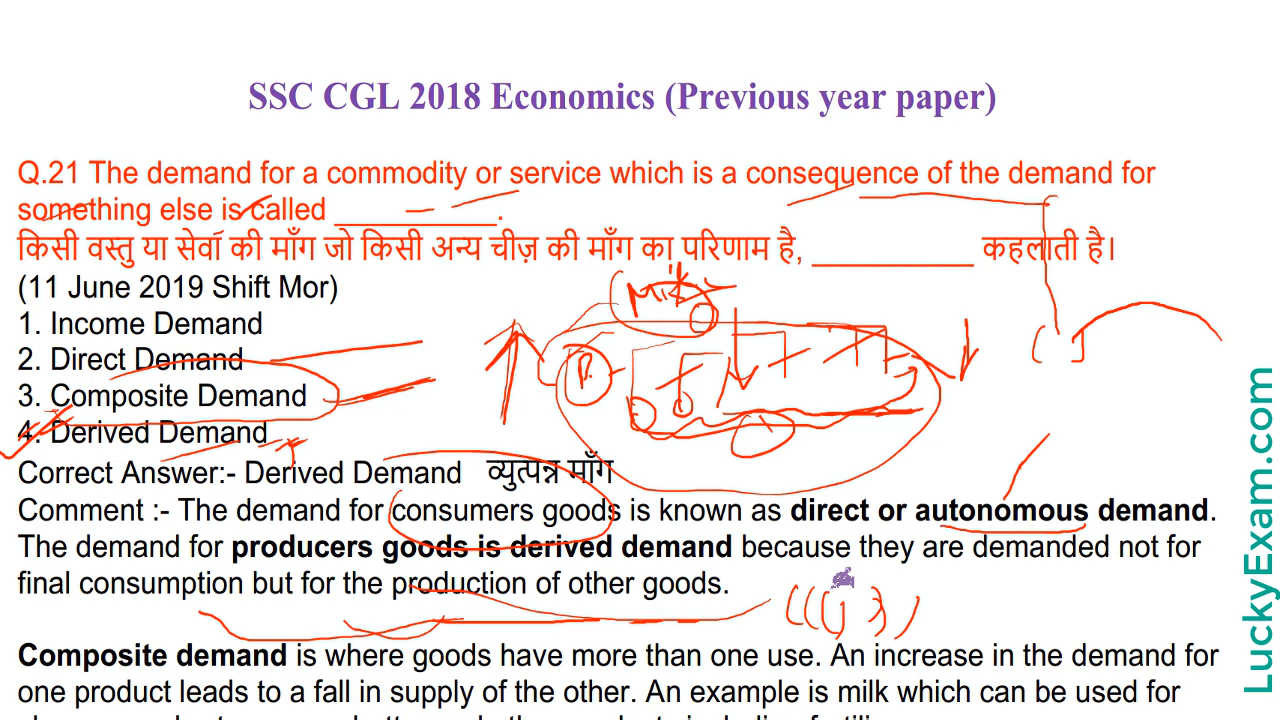 SSC CGL 2018 Economics (Previous year paper)
Q.21 The demand for a commodity or service which is a consequence of the demand for
something else is called __________.
किसी वस्तु या सेवा की माँग जो किसी अन्य चीज़ की माँग का परिणाम है, __________ कहलाती है।
(11 June 2019 Shift Mor)
1. Income Demand
2. Direct Demand
3. Composite Demand
4. Derived Demand
Milk
Correct Answer:- Derived Demand व्युत्पन्न माँग
Comment :- The demand for consumers goods is known as direct or autonomous demand.
The demand for producers goods is derived demand because they are demanded not for
final consumption but for the production of other goods.
Composite demand is where goods have more than one use. An increase in the demand for
one product leads to a fall in supply of the other. An example is milk which can be used for
LuckyExam.com